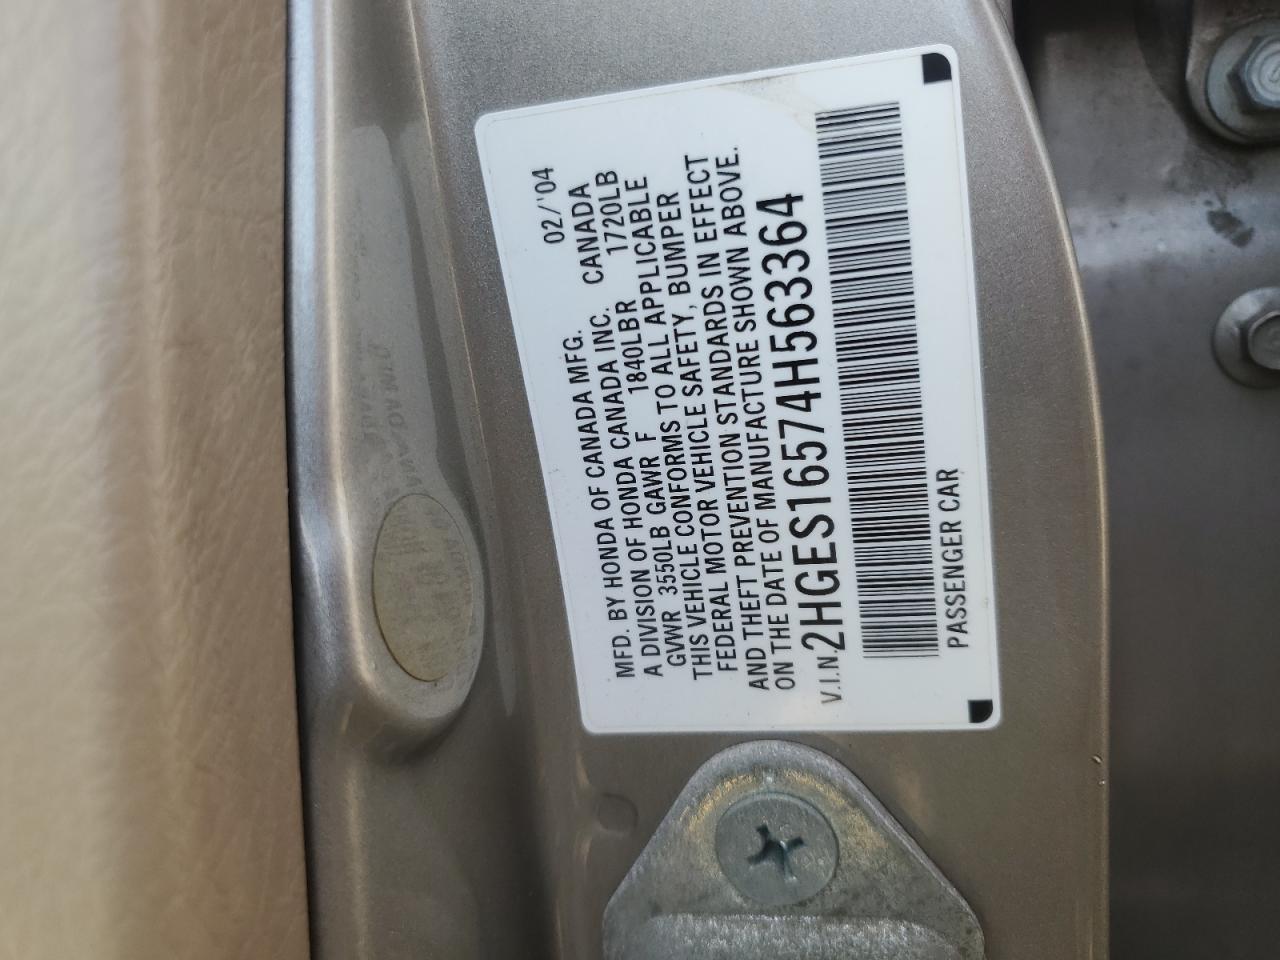 02/'04
MFD. BY HONDA OF CANADA MFG.
A DIVISION OF HONDA CANADA INC. CANADA
GVWR 3550LB GAWR F 1840LBR 1720LB
THIS VEHICLE CONFORMS TO ALL APPLICABLE
FEDERAL MOTOR VEHICLE SAFETY, BUMPER
AND THEFT PREVENTION STANDARDS IN EFFECT
ON THE DATE OF MANUFACTURE SHOWN ABOVE.
V.I.N. 2HGES16574H563364
PASSENGER CAR